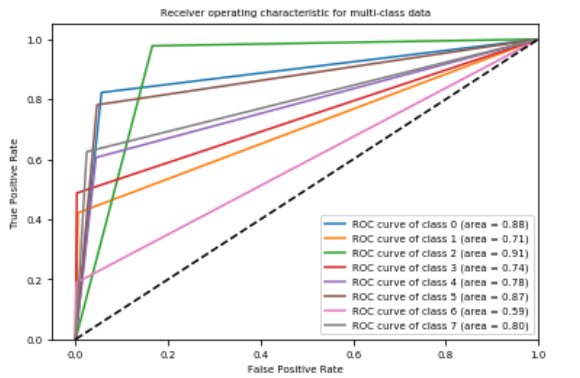 Receiver operating characteristic for multi-class data
1.0
0.8
0.6
0.4
0.2
0.0
True Positive Rate
ROC curve of class 0 (area = 0.88)
ROC curve of class 1 (area = 0.71)
ROC curve of class 2 (area = 0.91)
ROC curve of class 3 (area = 0.74)
ROC curve of class 4 (area = 0.78)
ROC curve of class 5 (area = 0.87)
ROC curve of class 6 (area = 0.59)
ROC curve of class 7 (area = 0.80)
0.0 0.2 0.4 0.6 0.8 1.0
False Positive Rate